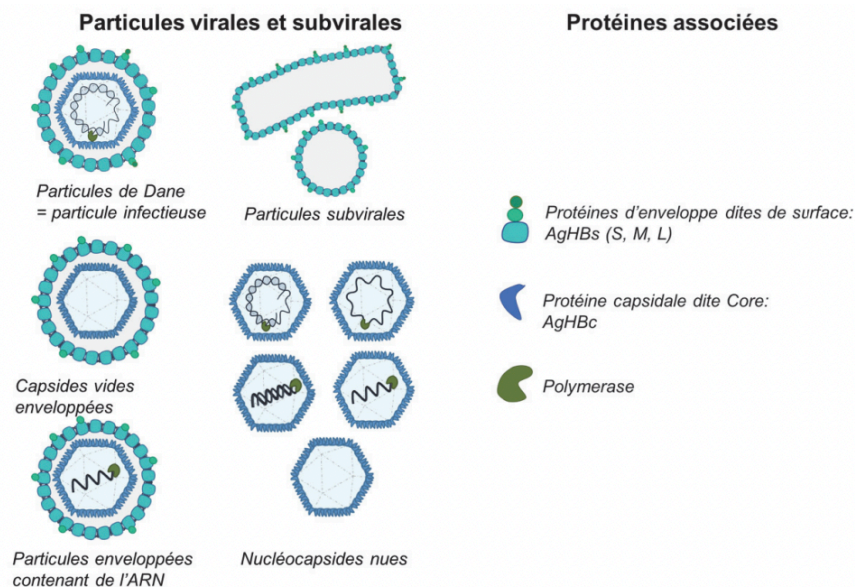 Particules virales et subvirales
Protéines associées
Particules de Dane
= particule infectieuse
Particules subvirales
Protéines d'enveloppe dites de surface:
AgHBs (S, M, L)
Protéine capsidale dite Core:
AgHBc
Polymerase
Capsides vides
enveloppées
Particules enveloppées
contenant de l'ARN
Nucléocapsides nues